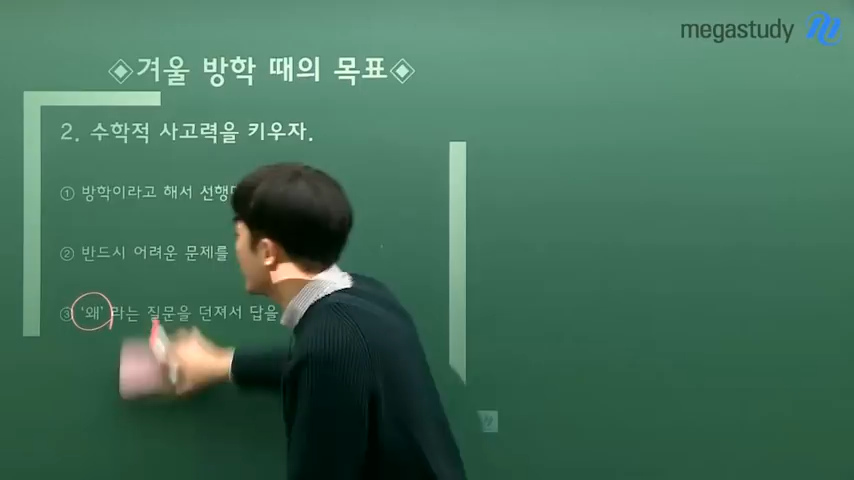 megastudy
◈겨울 방학 때의 목표◈
2. 수학적 사고력을 키우자.
① 방학이라고 해서 선행
② 반드시 어려운 문제를
③ '왜' 라는 질문을 던져서 답을